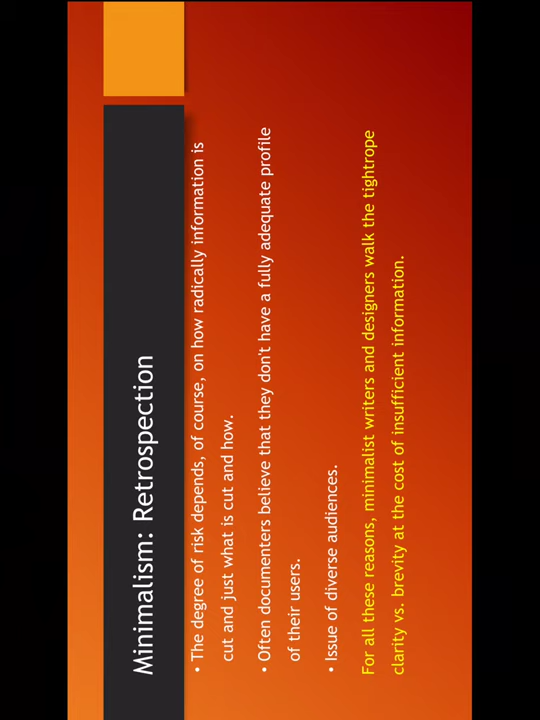 Minimalism: Retrospection
• The degree of risk depends, of course, on how radically information is
cut and just what is cut and how.
• Often documenters believe that they don't have a fully adequate profile
of their users.
• Issue of diverse audiences.
For all these reasons, minimalist writers and designers walk the tightrope
clarity vs. brevity at the cost of insufficient information.